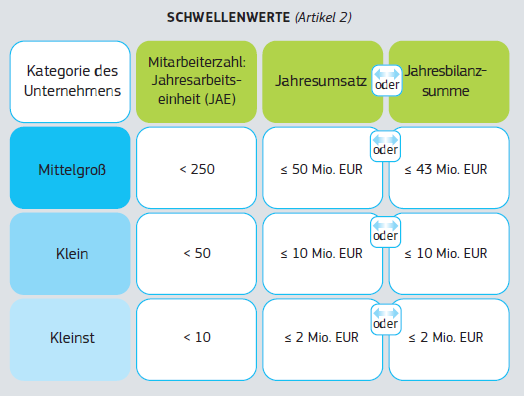 SCHWELLENWERTE (Artikel 2)
Kategorie des
Unternehmens
Mitarbeiterzahl:
Jahresarbeits-
einheit (JAE)
Jahresumsatz
oder
Jahresbilanz-
summe
Mittelgroß
< 250
≤ 50 Mio. EUR
oder
≤ 43 Mio. EUR
Klein
< 50
≤ 10 Mio. EUR
oder
≤ 10 Mio. EUR
Kleinst
< 10
≤ 2 Mio. EUR
oder
≤ 2 Mio. EUR